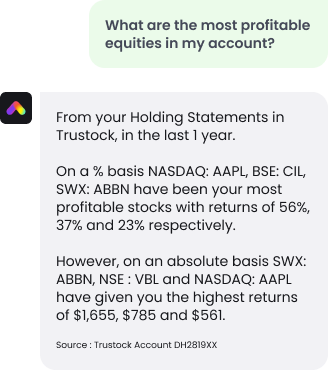 What are the most profitable
equities in my account?
From your Holding Statements in
Trustock, in the last 1 year.
On a % basis NASDAQ: AAPL, BSE: CIL,
SWX: ABBN have been your most
profitable stocks with returns of 56%,
37% and 23% respectively.
However, on an absolute basis SWX:
ABBN, NSE : VBL and NASDAQ: AAPL
have given you the highest returns
of $1,655, $785 and $561.
Source : Trustock Account DH2819XX